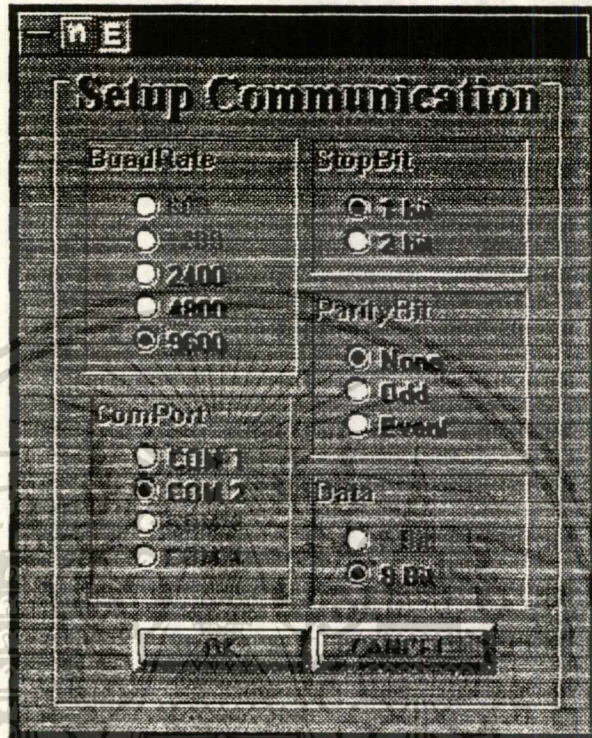 Setup Communication
BoadRate
2400
4800
9600
StopBit
1 bit
2 bit
ParityBit
None
Odd
Event
ComPort
COM 1
COM 2
Data
8 Bit
OK
CANCEL